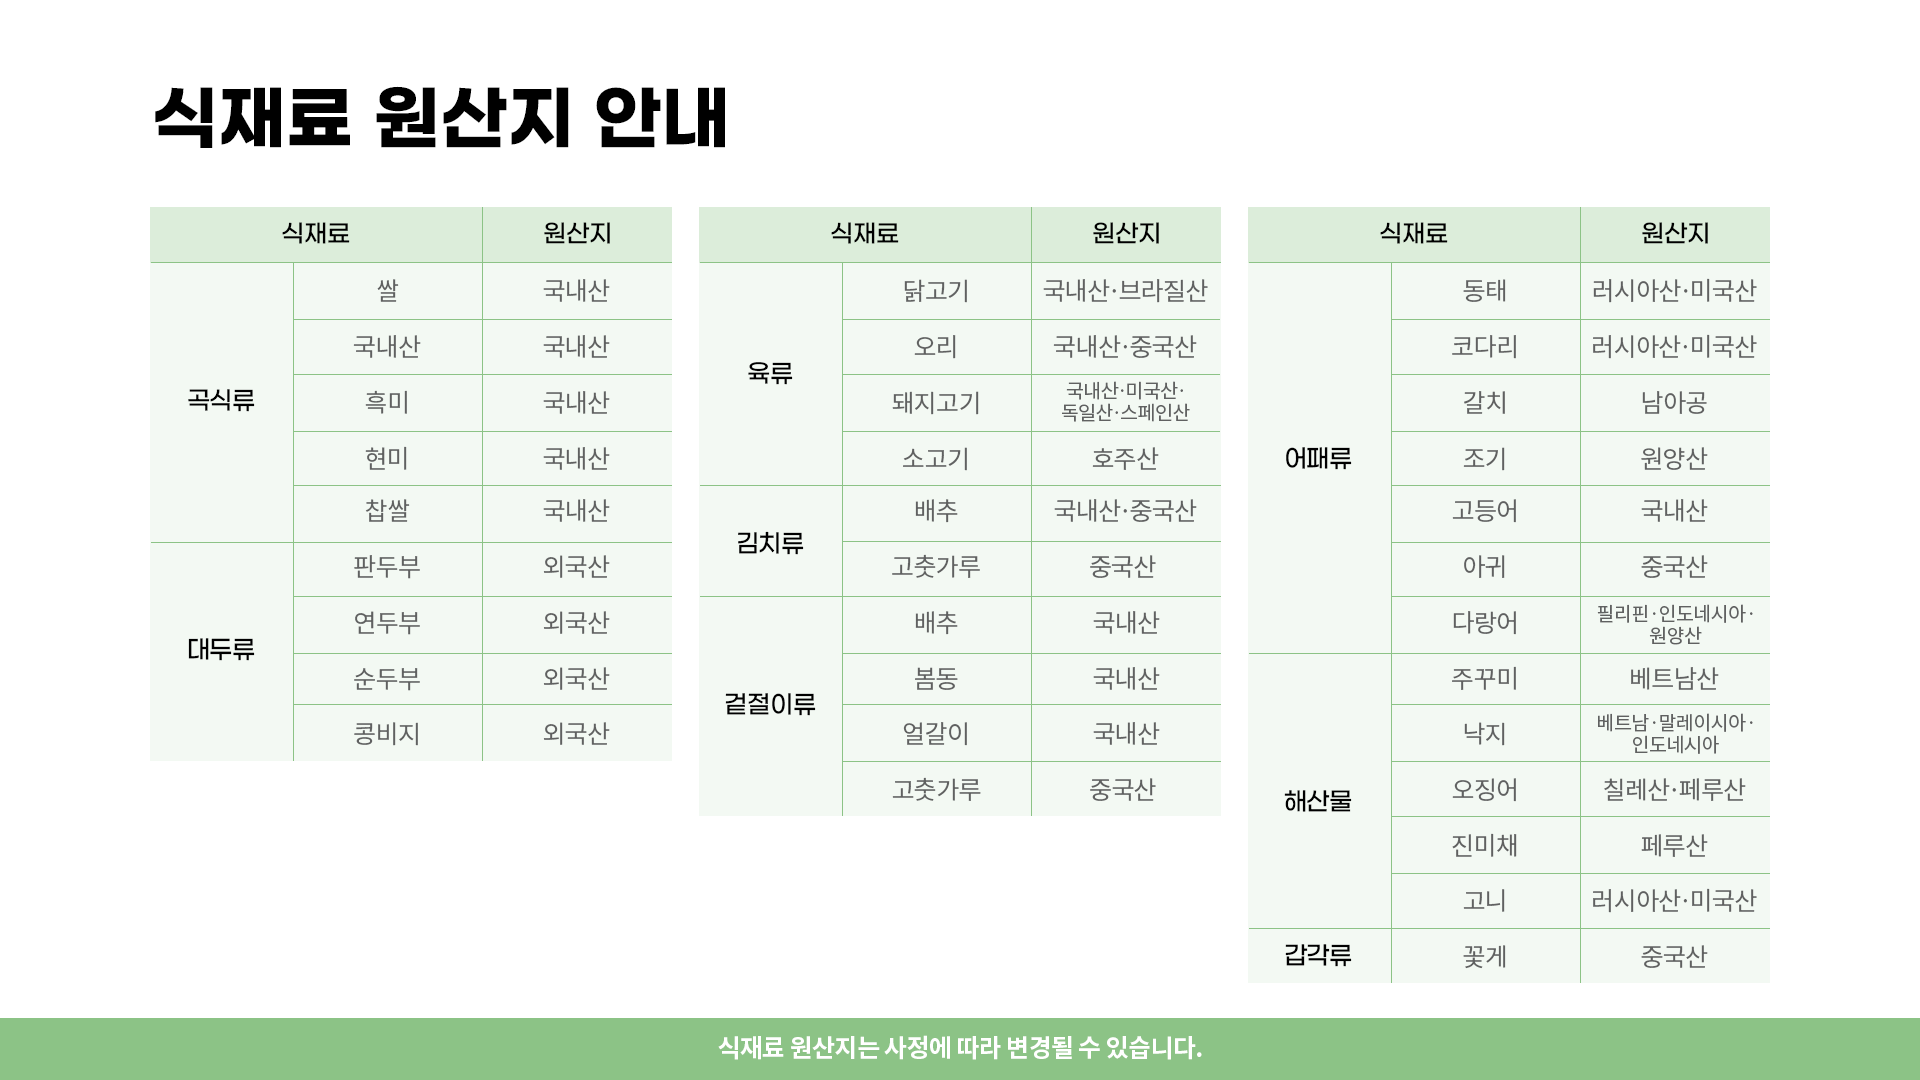 식재료 원산지 안내
식재료 원산지
곡식류
쌀 국내산
국내산 국내산
흑미 국내산
현미 국내산
찹쌀 국내산
대두류
판두부 외국산
연두부 외국산
순두부 외국산
콩비지 외국산
식재료 원산지
육류
닭고기 국내산·브라질산
오리 국내산·중국산
돼지고기 국내산·미국산·
독일산·스페인산
소고기 호주산
김치류
배추 국내산·중국산
고춧가루 중국산
겉절이류
배추 국내산
봄동 국내산
얼갈이 국내산
고춧가루 중국산
식재료 원산지
어패류
동태 러시아산·미국산
코다리 러시아산·미국산
갈치 남아공
조기 원양산
고등어 국내산
아귀 중국산
다랑어 필리핀·인도네시아·
원양산
해산물
주꾸미 베트남산
낙지 베트남·말레이시아·
인도네시아
오징어 칠레산·페루산
진미채 페루산
고니 러시아산·미국산
갑각류
꽃게 중국산
식재료 원산지는 사정에 따라 변경될 수 있습니다.